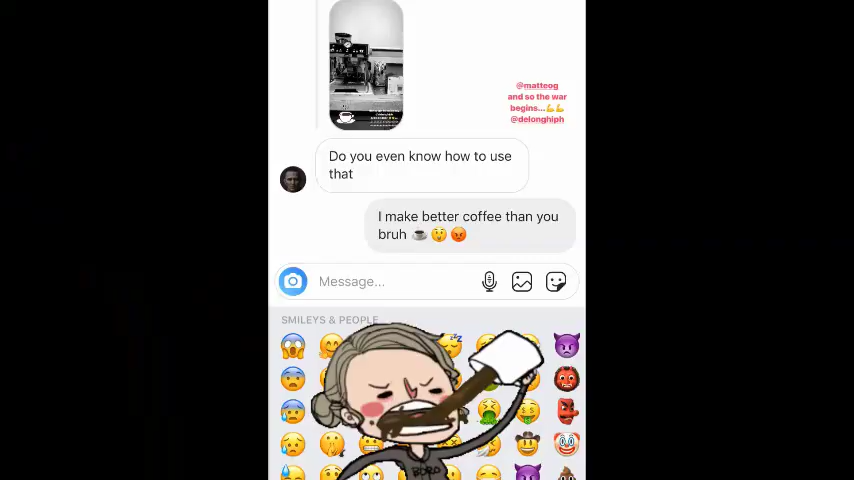 @matteog
and so the war
begins...💪💪
@delonghiph
Do you even know how to use
that
I make better coffee than you
bruh ☕😲😡
Message...
SMILEYS & PEOPLE
BORO